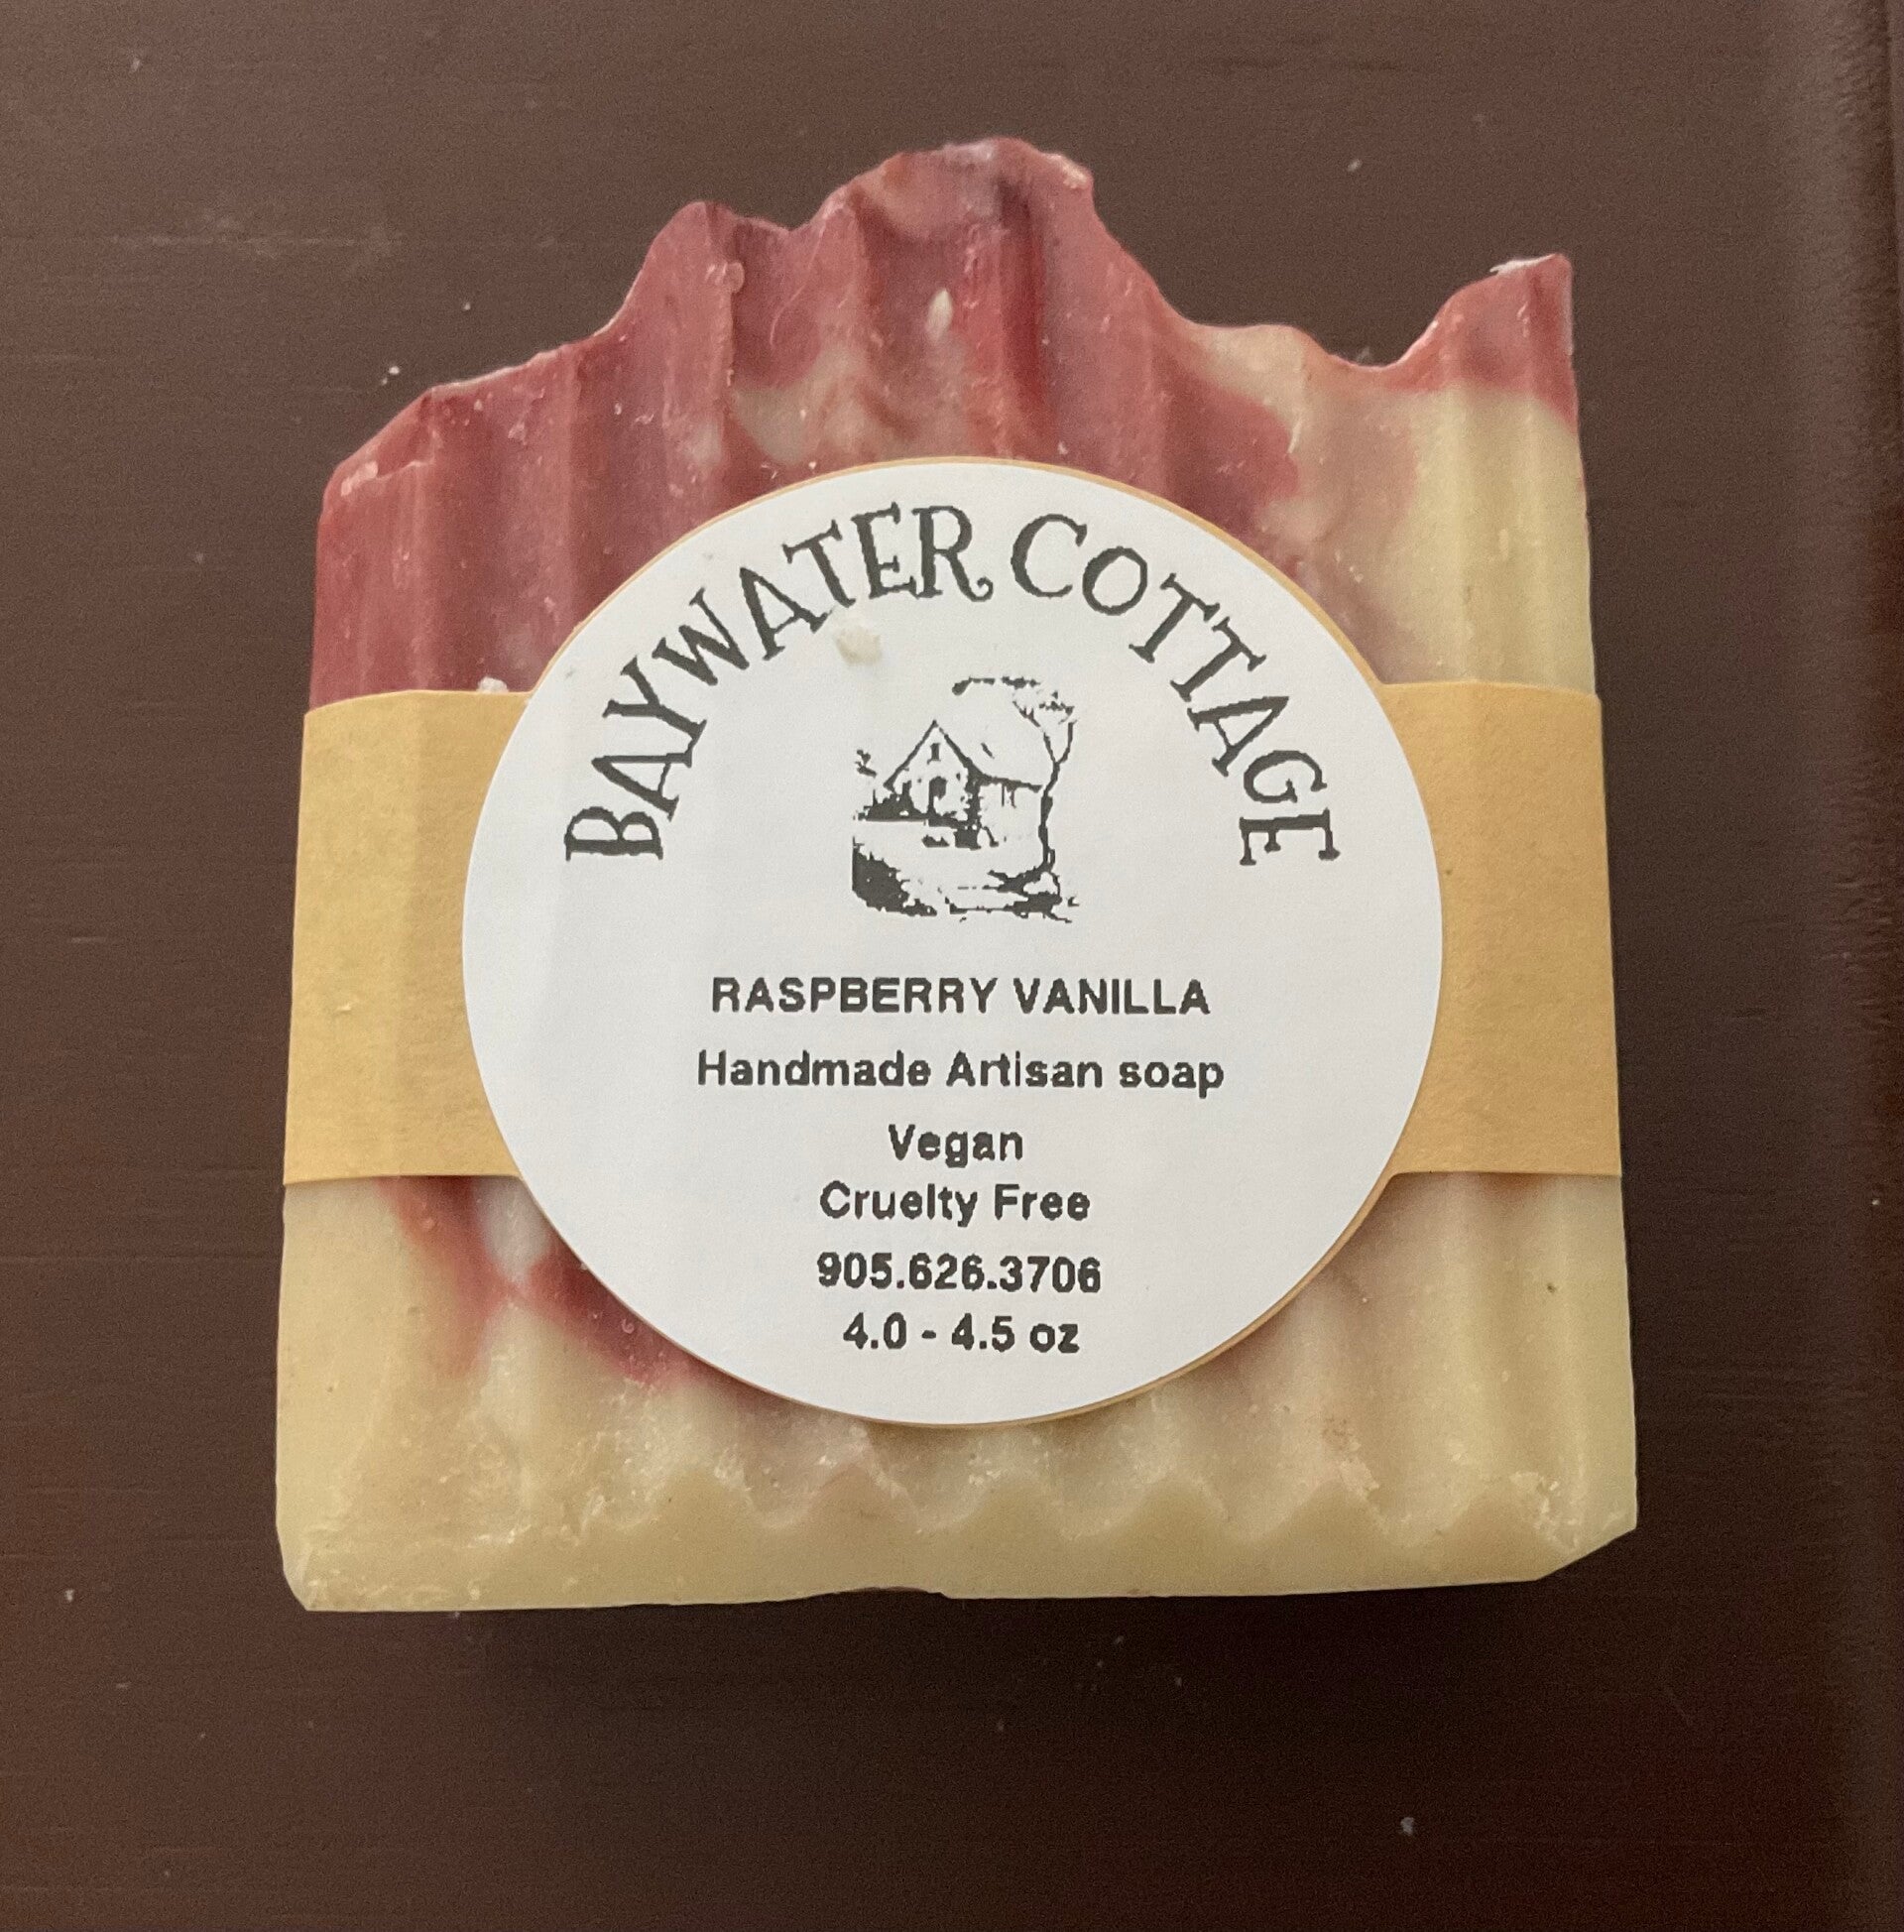 BAYWATER COTTAGE
RASPBERRY VANILLA
Handmade Artisan soap
Vegan
Cruelty Free
905.626.3706
4.0 - 4.5 oz